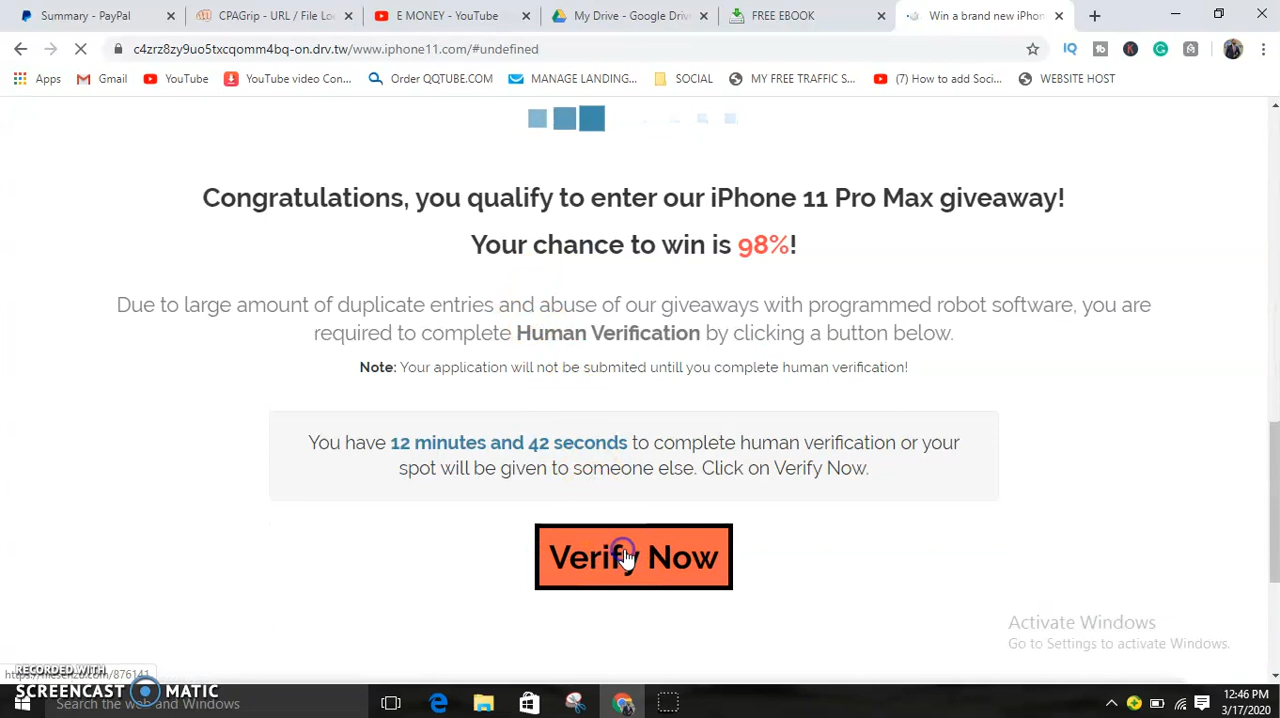 Summary - PayPal
CPAGrip - URL / File Lo
E MONEY - YouTube
My Drive - Google Driv
FREE EBOOK
Win a brand new iPhon
c4zrz8zy9uo5txcqomm4bq-on.drv.tw/www.iphone11.com/#undefined
Apps
Gmail
YouTube
YouTube video Con...
Order QQTUBE.COM
MANAGE LANDING...
SOCIAL
MY FREE TRAFFIC S...
(7) How to add Soci...
WEBSITE HOST
Congratulations, you qualify to enter our iPhone 11 Pro Max giveaway!
Your chance to win is 98%!
Due to large amount of duplicate entries and abuse of our giveaways with programmed robot software, you are
required to complete Human Verification by clicking a button below.
Note: Your application will not be submited untill you complete human verification!
You have 12 minutes and 42 seconds to complete human verification or your
spot will be given to someone else. Click on Verify Now.
Verify Now
Activate Windows
Go to Settings to activate Windows.
RECORDED WITH
SCREENCAST MATIC
Search the web and Windows
12:46 PM
3/17/2020